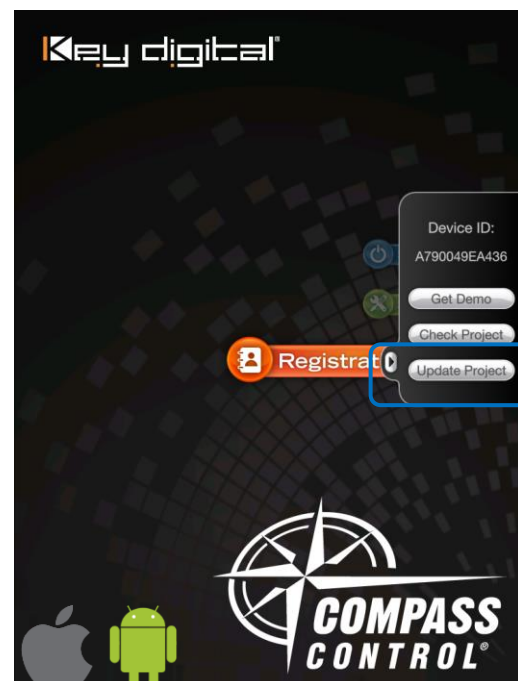 Key digital®
Device ID:
A790049EA436
Get Demo
Check Project
Registrat
Update Project
COMPASS
CONTROL®